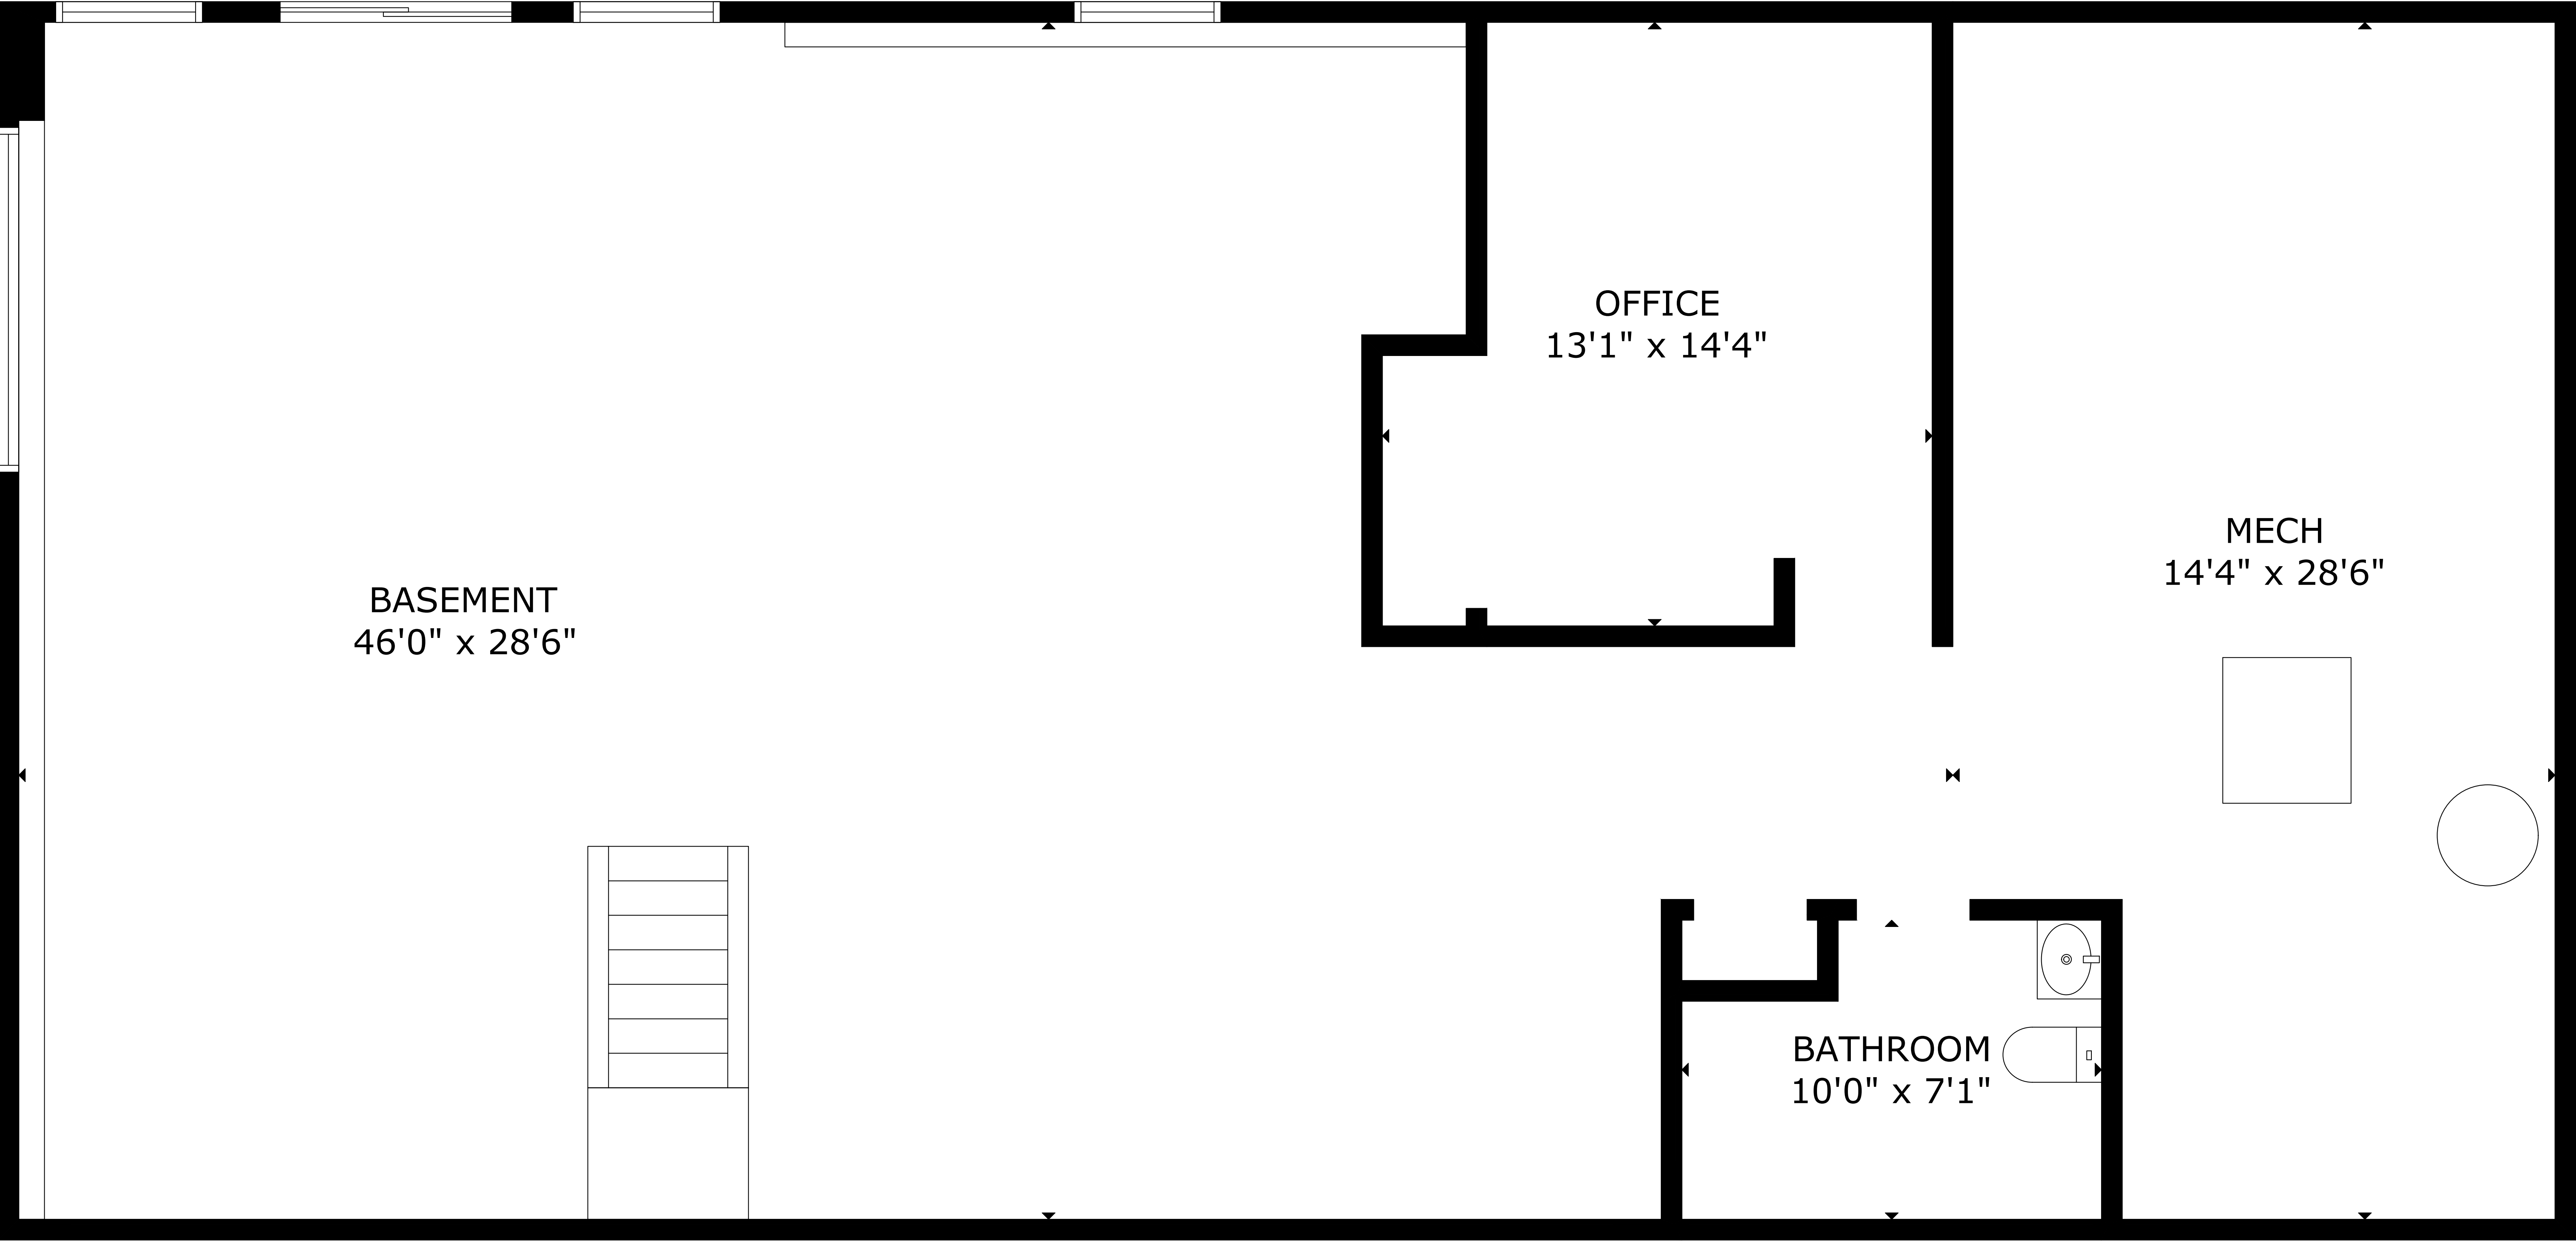 OFFICE
13'1" x 14'4"
MECH
14'4" x 28'6"
BASEMENT
46'0" x 28'6"
BATHROOM
10'0" x 7'1"